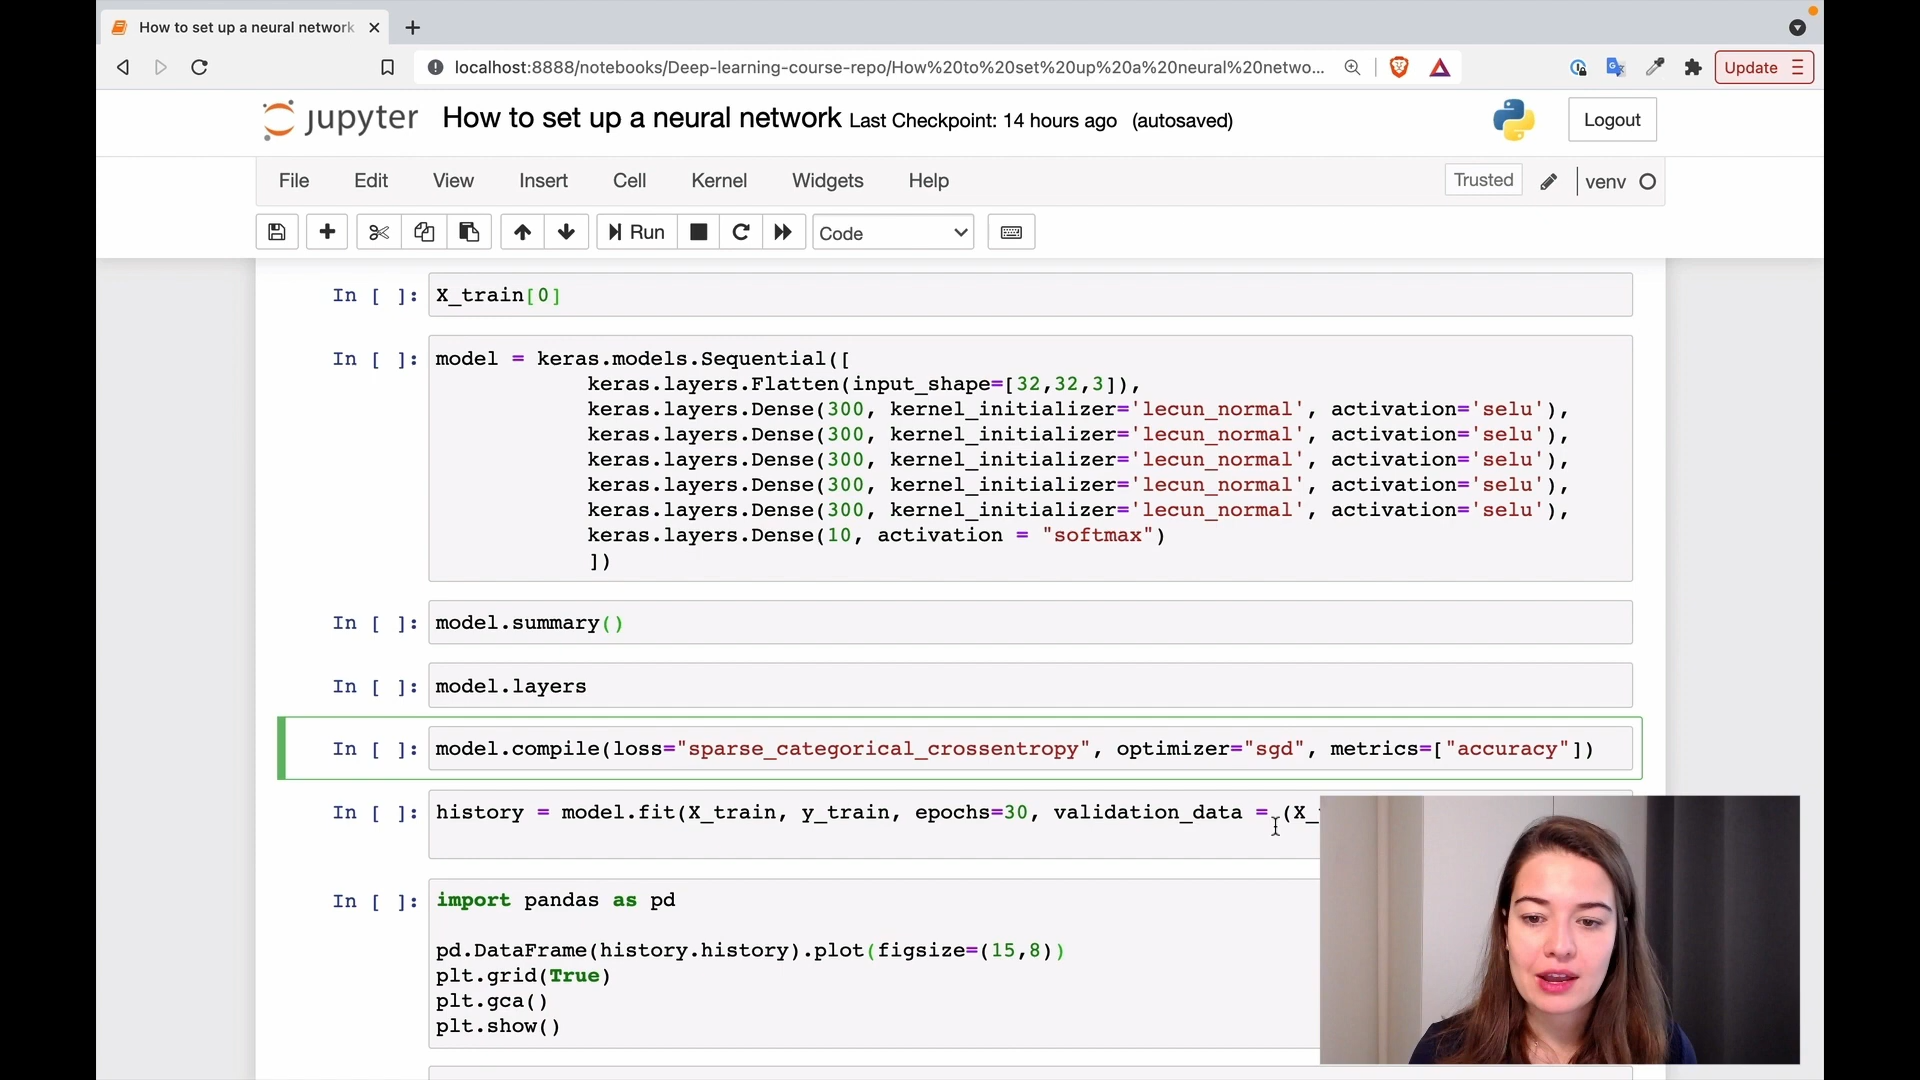 How to set up a neural network
localhost:8888/notebooks/Deep-learning-course-repo/How%20to%20set%20up%20a%20neural%20netwo...
Update
jupyter How to set up a neural network Last Checkpoint: 14 hours ago (autosaved)
Logout
File Edit View Insert Cell Kernel Widgets Help
Trusted venv
Run Code
In [ ]: X_train[0]
In [ ]: model = keras.models.Sequential([
keras.layers.Flatten(input_shape=[32,32,3]),
keras.layers.Dense(300, kernel_initializer='lecun_normal', activation='selu'),
keras.layers.Dense(300, kernel_initializer='lecun_normal', activation='selu'),
keras.layers.Dense(300, kernel_initializer='lecun_normal', activation='selu'),
keras.layers.Dense(300, kernel_initializer='lecun_normal', activation='selu'),
keras.layers.Dense(300, kernel_initializer='lecun_normal', activation='selu'),
keras.layers.Dense(10, activation = "softmax")
])
In [ ]: model.summary()
In [ ]: model.layers
In [ ]: model.compile(loss="sparse_categorical_crossentropy", optimizer="sgd", metrics=["accuracy"])
In [ ]: history = model.fit(X_train, y_train, epochs=30, validation_data = (X_
In [ ]: import pandas as pd
pd.DataFrame(history.history).plot(figsize=(15,8))
plt.grid(True)
plt.gca()
plt.show()